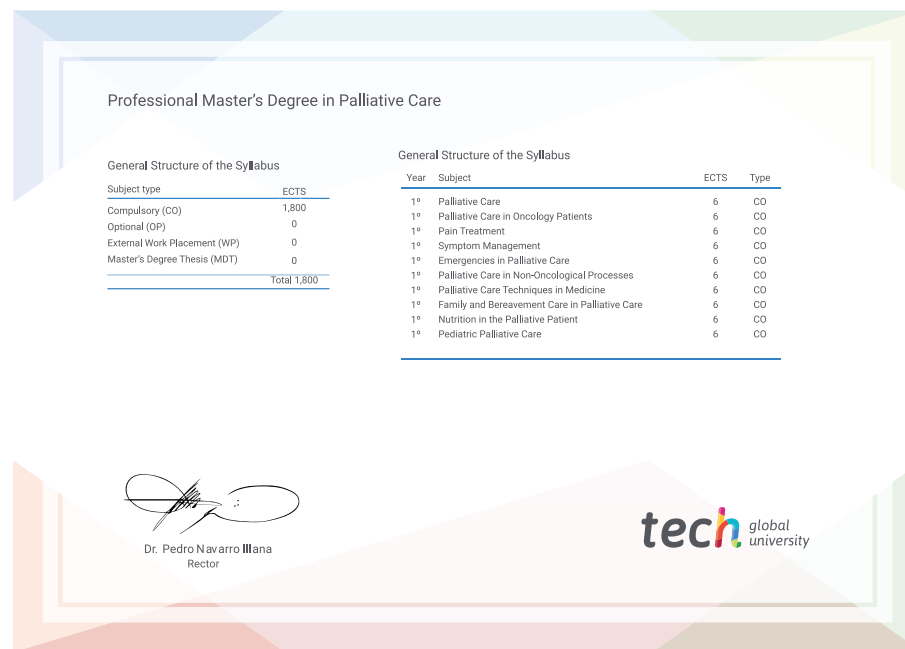 Professional Master's Degree in Palliative Care
General Structure of the Syllabus
Subject type ECTS
Compulsory (CO) 1,800
Optional (OP) 0
External Work Placement (WP) 0
Master's Degree Thesis (MDT) 0
Total 1,800
General Structure of the Syllabus
Year Subject ECTS Type
1º Palliative Care 6 CO
1º Palliative Care in Oncology Patients 6 CO
1º Pain Treatment 6 CO
1º Symptom Management 6 CO
1º Emergencies in Palliative Care 6 CO
1º Palliative Care in Non-Oncological Processes 6 CO
1º Palliative Care Techniques in Medicine 6 CO
1º Family and Bereavement Care in Palliative Care 6 CO
1º Nutrition in the Palliative Patient 6 CO
1º Pediatric Palliative Care 6 CO
Dr. Pedro Navarro Illana
Rector
tech global university